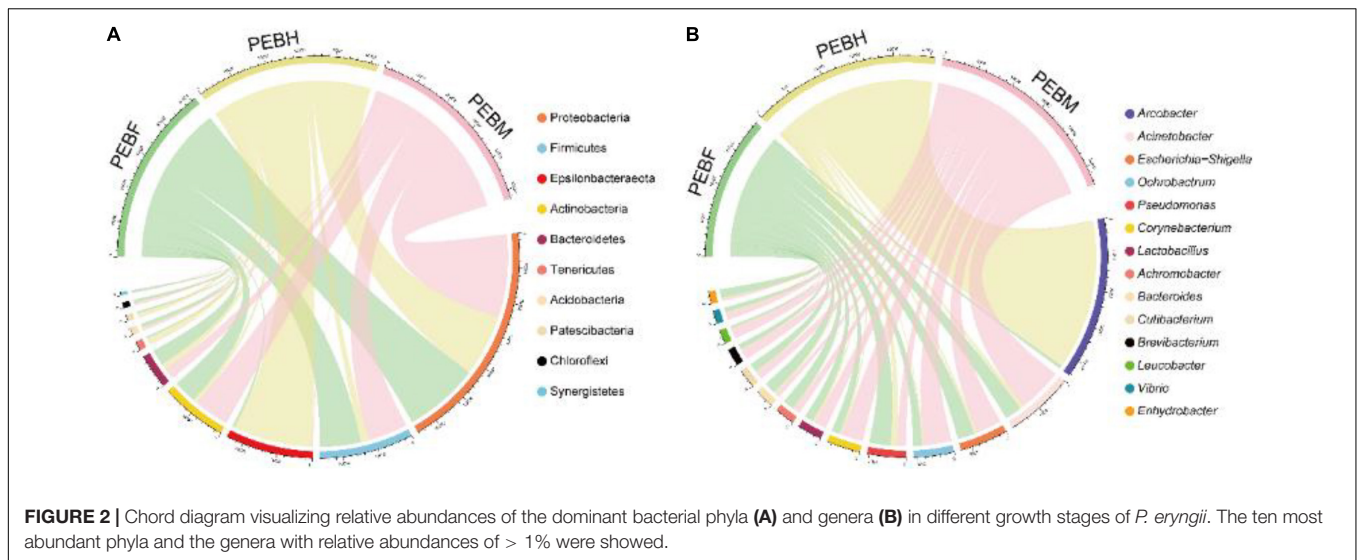 A
PEBH
PEBM
PEBF
Proteobacteria
Firmicutes
Epsilonbacteraeota
Actinobacteria
Bacteroidetes
Tenericutes
Acidobacteria
Patescibacteria
Chloroflexi
Synergistetes
B
PEBH
PEBM
PEBF
Arcobacter
Acinetobacter
Escherichia−Shigella
Ochrobactrum
Pseudomonas
Corynebacterium
Lactobacillus
Achromobacter
Bacteroides
Cutibacterium
Brevibacterium
Leucobacter
Vibrio
Enhydrobacter
FIGURE 2 | Chord diagram visualizing relative abundances of the dominant bacterial phyla (A) and genera (B) in different growth stages of P. eryngii. The ten most
abundant phyla and the genera with relative abundances of > 1% were showed.